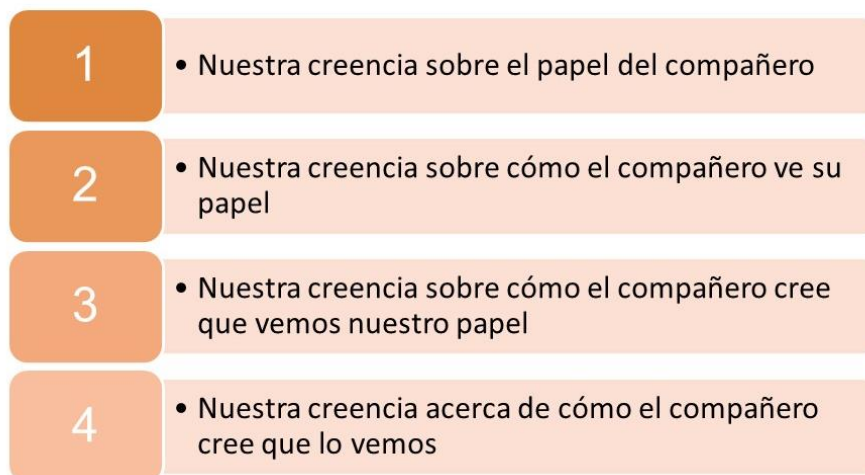 1
• Nuestra creencia sobre el papel del compañero
2
• Nuestra creencia sobre cómo el compañero ve su
papel
3
• Nuestra creencia sobre cómo el compañero cree
que vemos nuestro papel
4
• Nuestra creencia acerca de cómo el compañero
cree que lo vemos